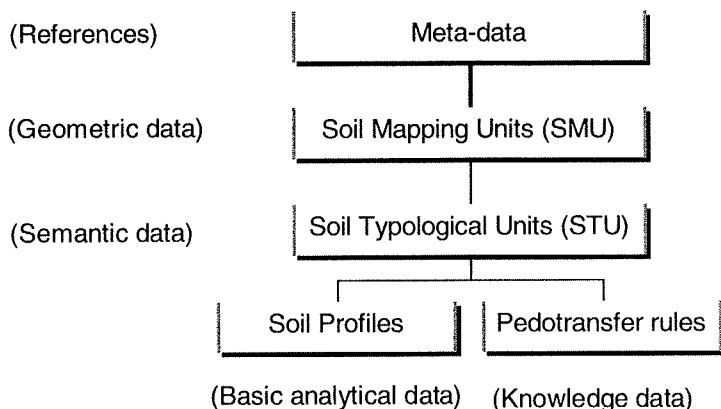 (References) Meta-data
(Geometric data) Soil Mapping Units (SMU)
(Semantic data) Soil Typological Units (STU)
Soil Profiles Pedotransfer rules
(Basic analytical data) (Knowledge data)